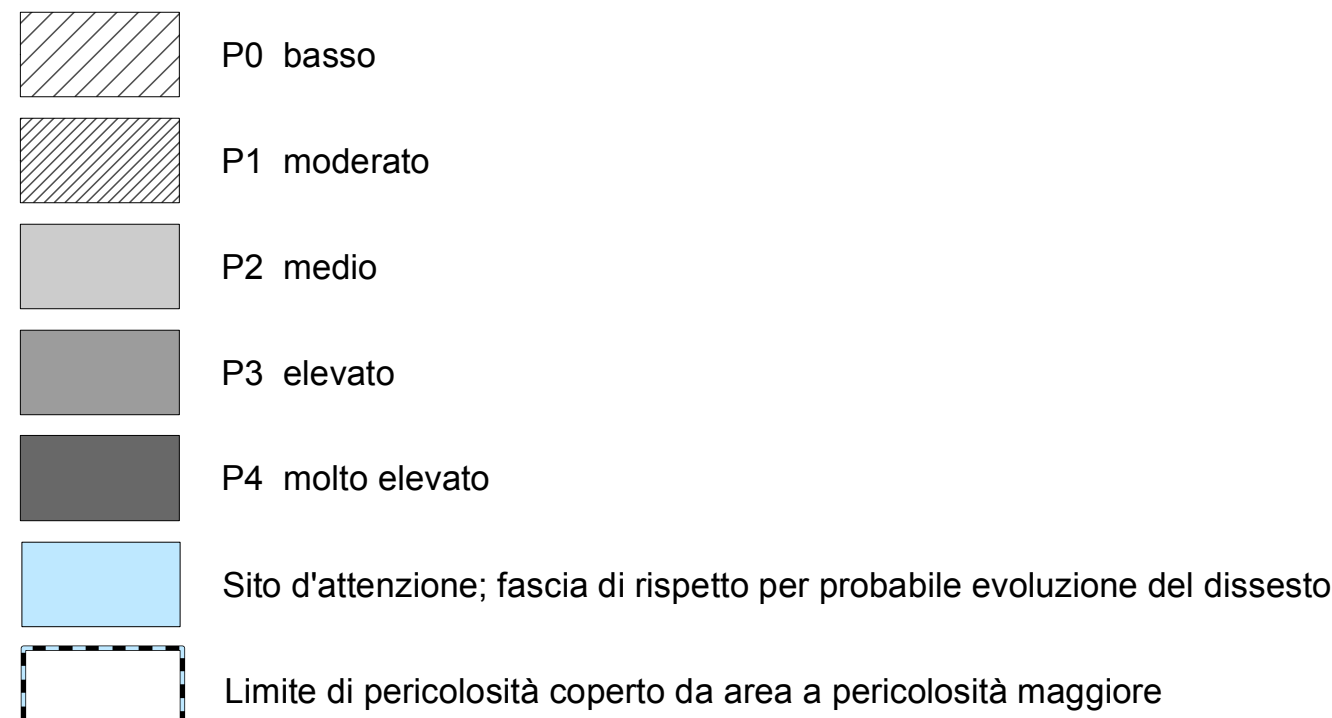 P0 basso
P1 moderato
P2 medio
P3 elevato
P4 molto elevato
Sito d'attenzione; fascia di rispetto per probabile evoluzione del dissesto
Limite di pericolosità coperto da area a pericolosità maggiore